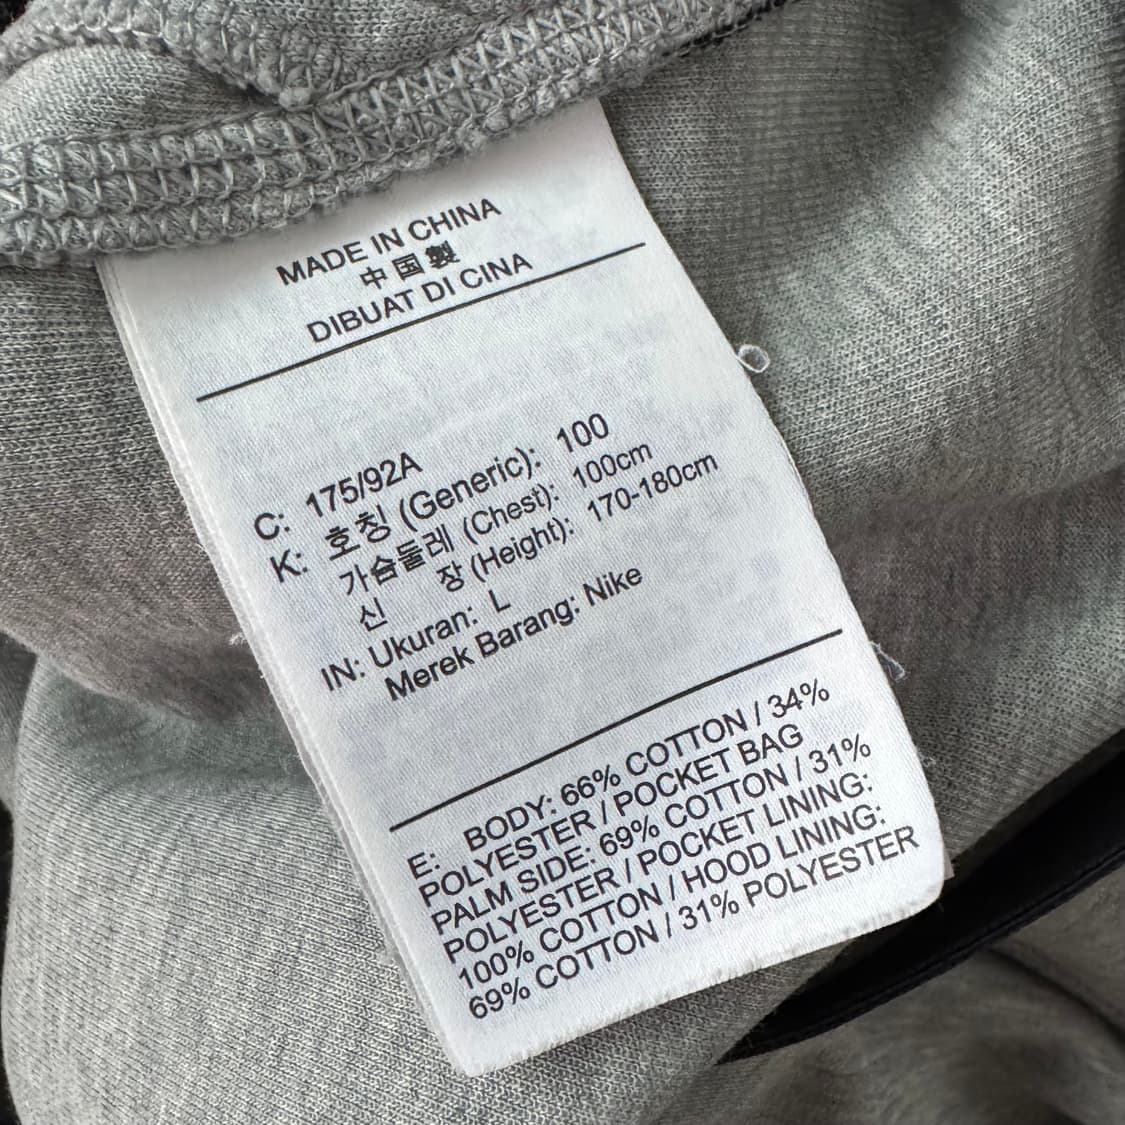 MADE IN CHINA
中国製
DIBUAT DI CINA
C: 175/92A
K: 호칭 (Generic): 100
가슴둘레 (Chest): 100cm
신 장 (Height): 170-180cm
IN: Ukuran: L
Merek Barang: Nike
E: BODY: 66% COTTON / 34%
POLYESTER / POCKET BAG
PALM SIDE: 69% COTTON / 31%
POLYESTER / POCKET LINING:
100% COTTON / HOOD LINING:
69% COTTON / 31% POLYESTER